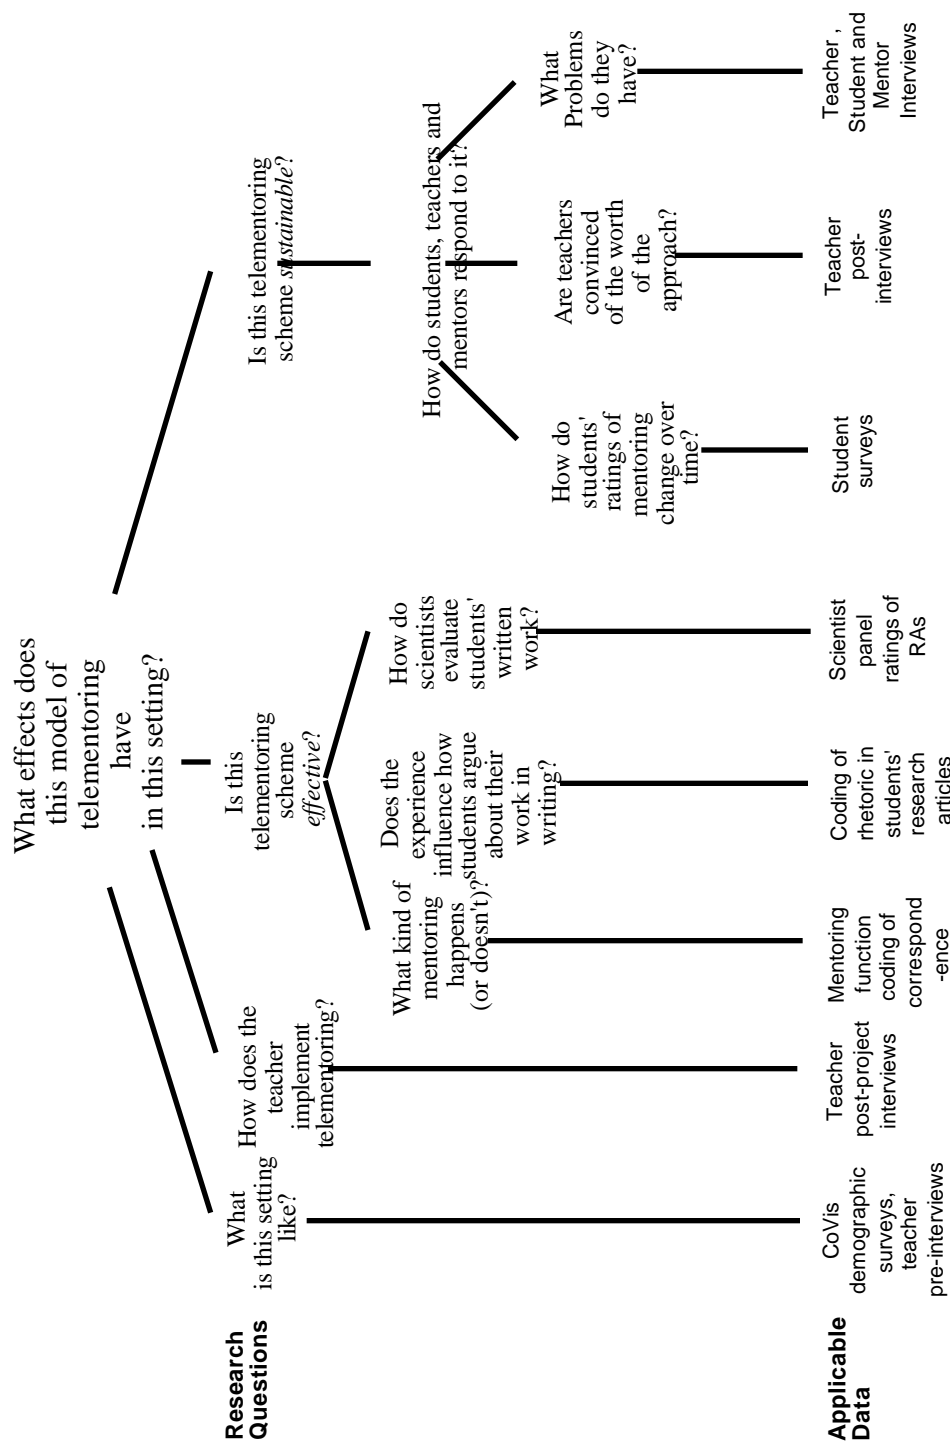 What effects does
this model of
telementoring
have
in this setting?
Research
Questions
What
is this setting
like?
How does the
teacher
implement
telementoring?
Is this
telementoring
scheme
effective?
Is this telementoring
scheme sustainable?
What kind of
mentoring
happens
(or doesn't)?
Does the
experience
influence how
students argue
about their
work in
writing?
How do
scientists
evaluate
students'
written
work?
How do students, teachers and
mentors respond to it?
How do
students'
ratings of
mentoring
change over
time?
Are teachers
convinced
of the worth
of the
approach?
What
Problems
do they
have?
Applicable
Data
CoVis
demographic
surveys,
teacher
pre-interviews
Teacher
post-project
interviews
Mentoring
function
coding of
correspond
-ence
Coding of
rhetoric in
students'
research
articles
Scientist
panel
ratings of
RAs
Student
surveys
Teacher
post-
interviews
Teacher ,
Student and
Mentor
Interviews